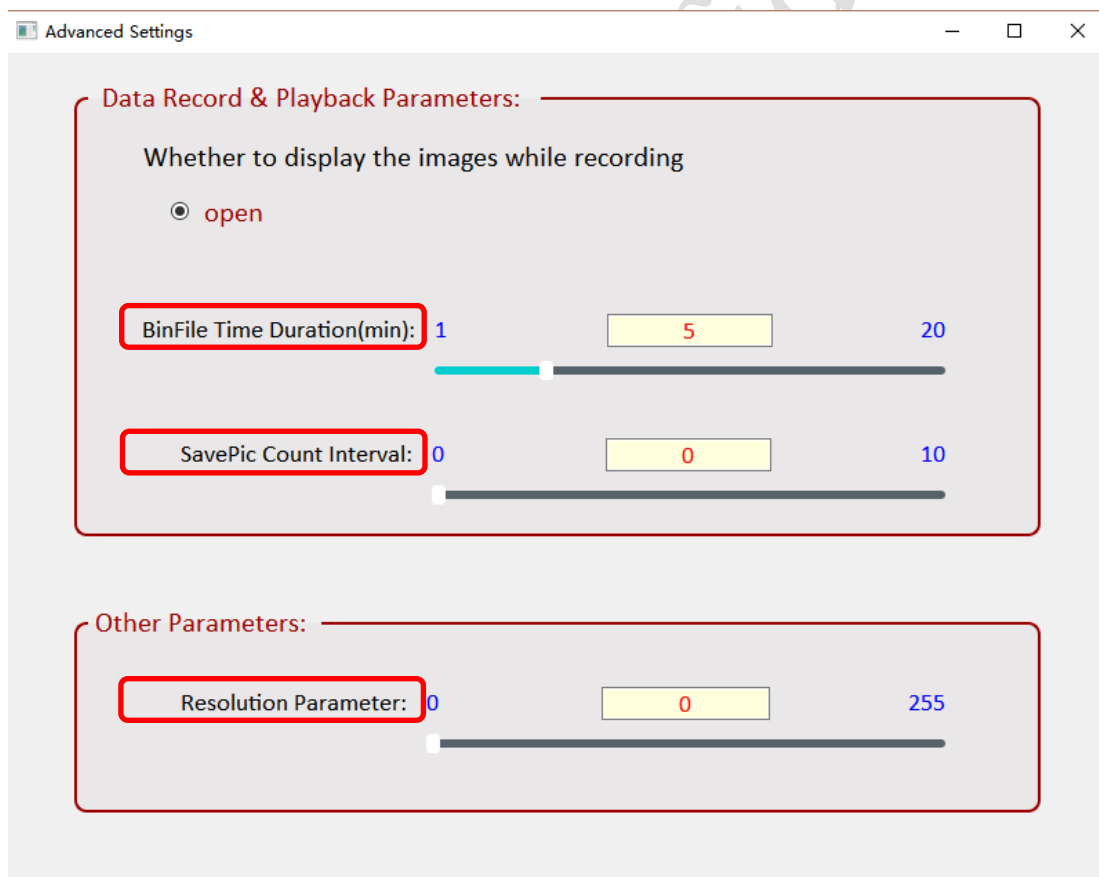 Advanced Settings
Data Record & Playback Parameters:
Whether to display the images while recording
open
BinFile Time Duration(min): 1 5 20
SavePic Count Interval: 0 0 10
Other Parameters:
Resolution Parameter: 0 0 255